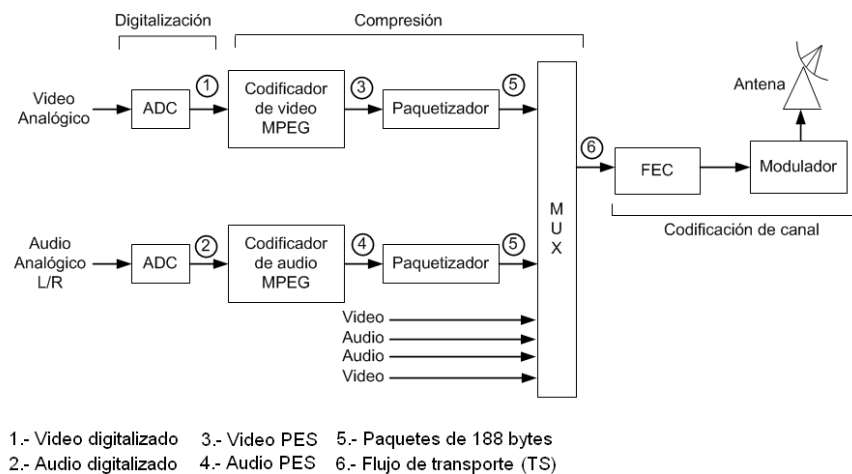 Digitalización
Compresión
Video
Analógico
ADC
1
Codificador
de video
MPEG
3
Paquetizador
5
Antena
6
FEC
Modulador
M
U
X
Codificación de canal
Audio
Analógico
L/R
ADC
2
Codificador
de audio
MPEG
4
Paquetizador
5
Video
Audio
Audio
Video
1.- Video digitalizado 3.- Video PES 5.- Paquetes de 188 bytes
2.- Audio digitalizado 4.- Audio PES 6.- Flujo de transporte (TS)